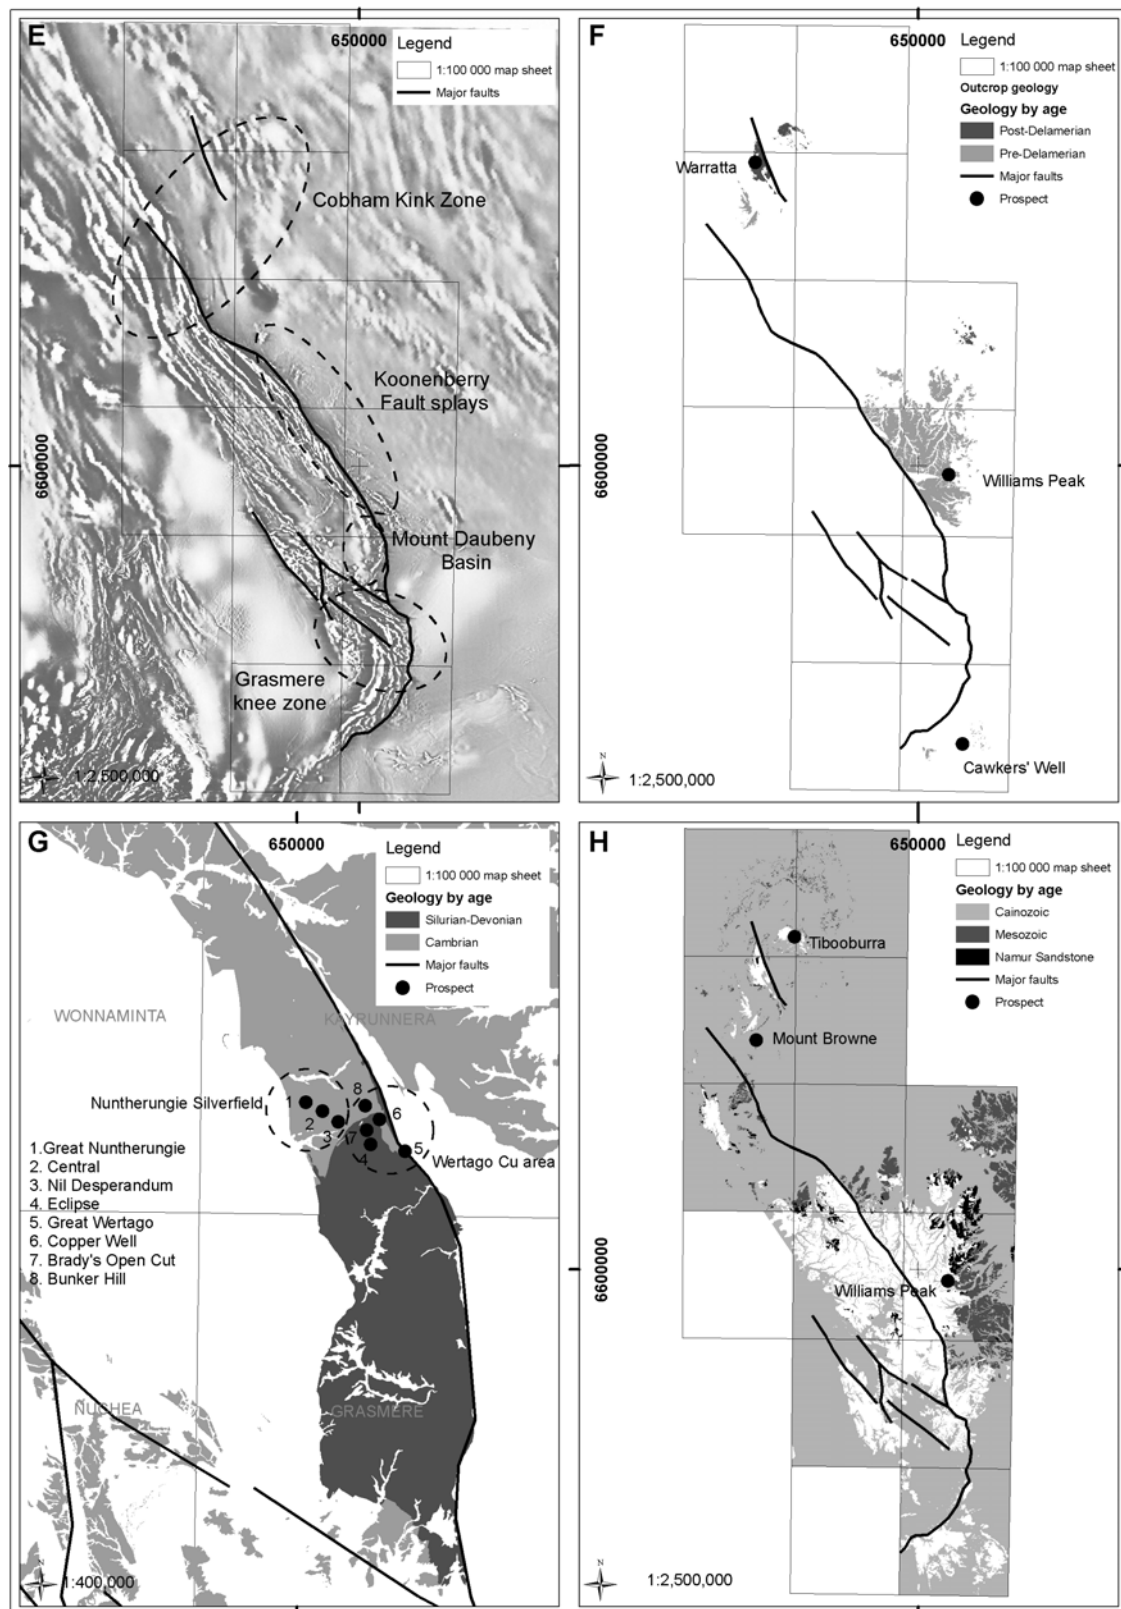 E
650000
Legend
1:100 000 map sheet
Major faults
Cobham Kink Zone
Koonenberry
Fault splays
6600000
Mount Daubeny
Basin
Grasmere
knee zone
N
1:2,500,000
F
650000
Legend
1:100 000 map sheet
Outcrop geology
Geology by age
Post-Delamerian
Pre-Delamerian
Major faults
Prospect
Warratta
6600000
Williams Peak
N
1:2,500,000
Cawkers' Well
G
650000
Legend
1:100 000 map sheet
Geology by age
Silurian-Devonian
Cambrian
Major faults
Prospect
WONNAMINTA
KAYRUNNERA
Nuntherungie Silverfield
1
2
3
8
6
7
4
5
Wertago Cu area
1.Great Nuntherungie
2. Central
3. Nil Desperandum
4. Eclipse
5. Great Wertago
6. Copper Well
7. Brady's Open Cut
8. Bunker Hill
NUCHEA
GRASMERE
N
1:400,000
H
650000
Legend
1:100 000 map sheet
Geology by age
Cainozoic
Mesozoic
Namur Sandstone
Major faults
Prospect
Tibooburra
Mount Browne
6600000
Williams Peak
N
1:2,500,000